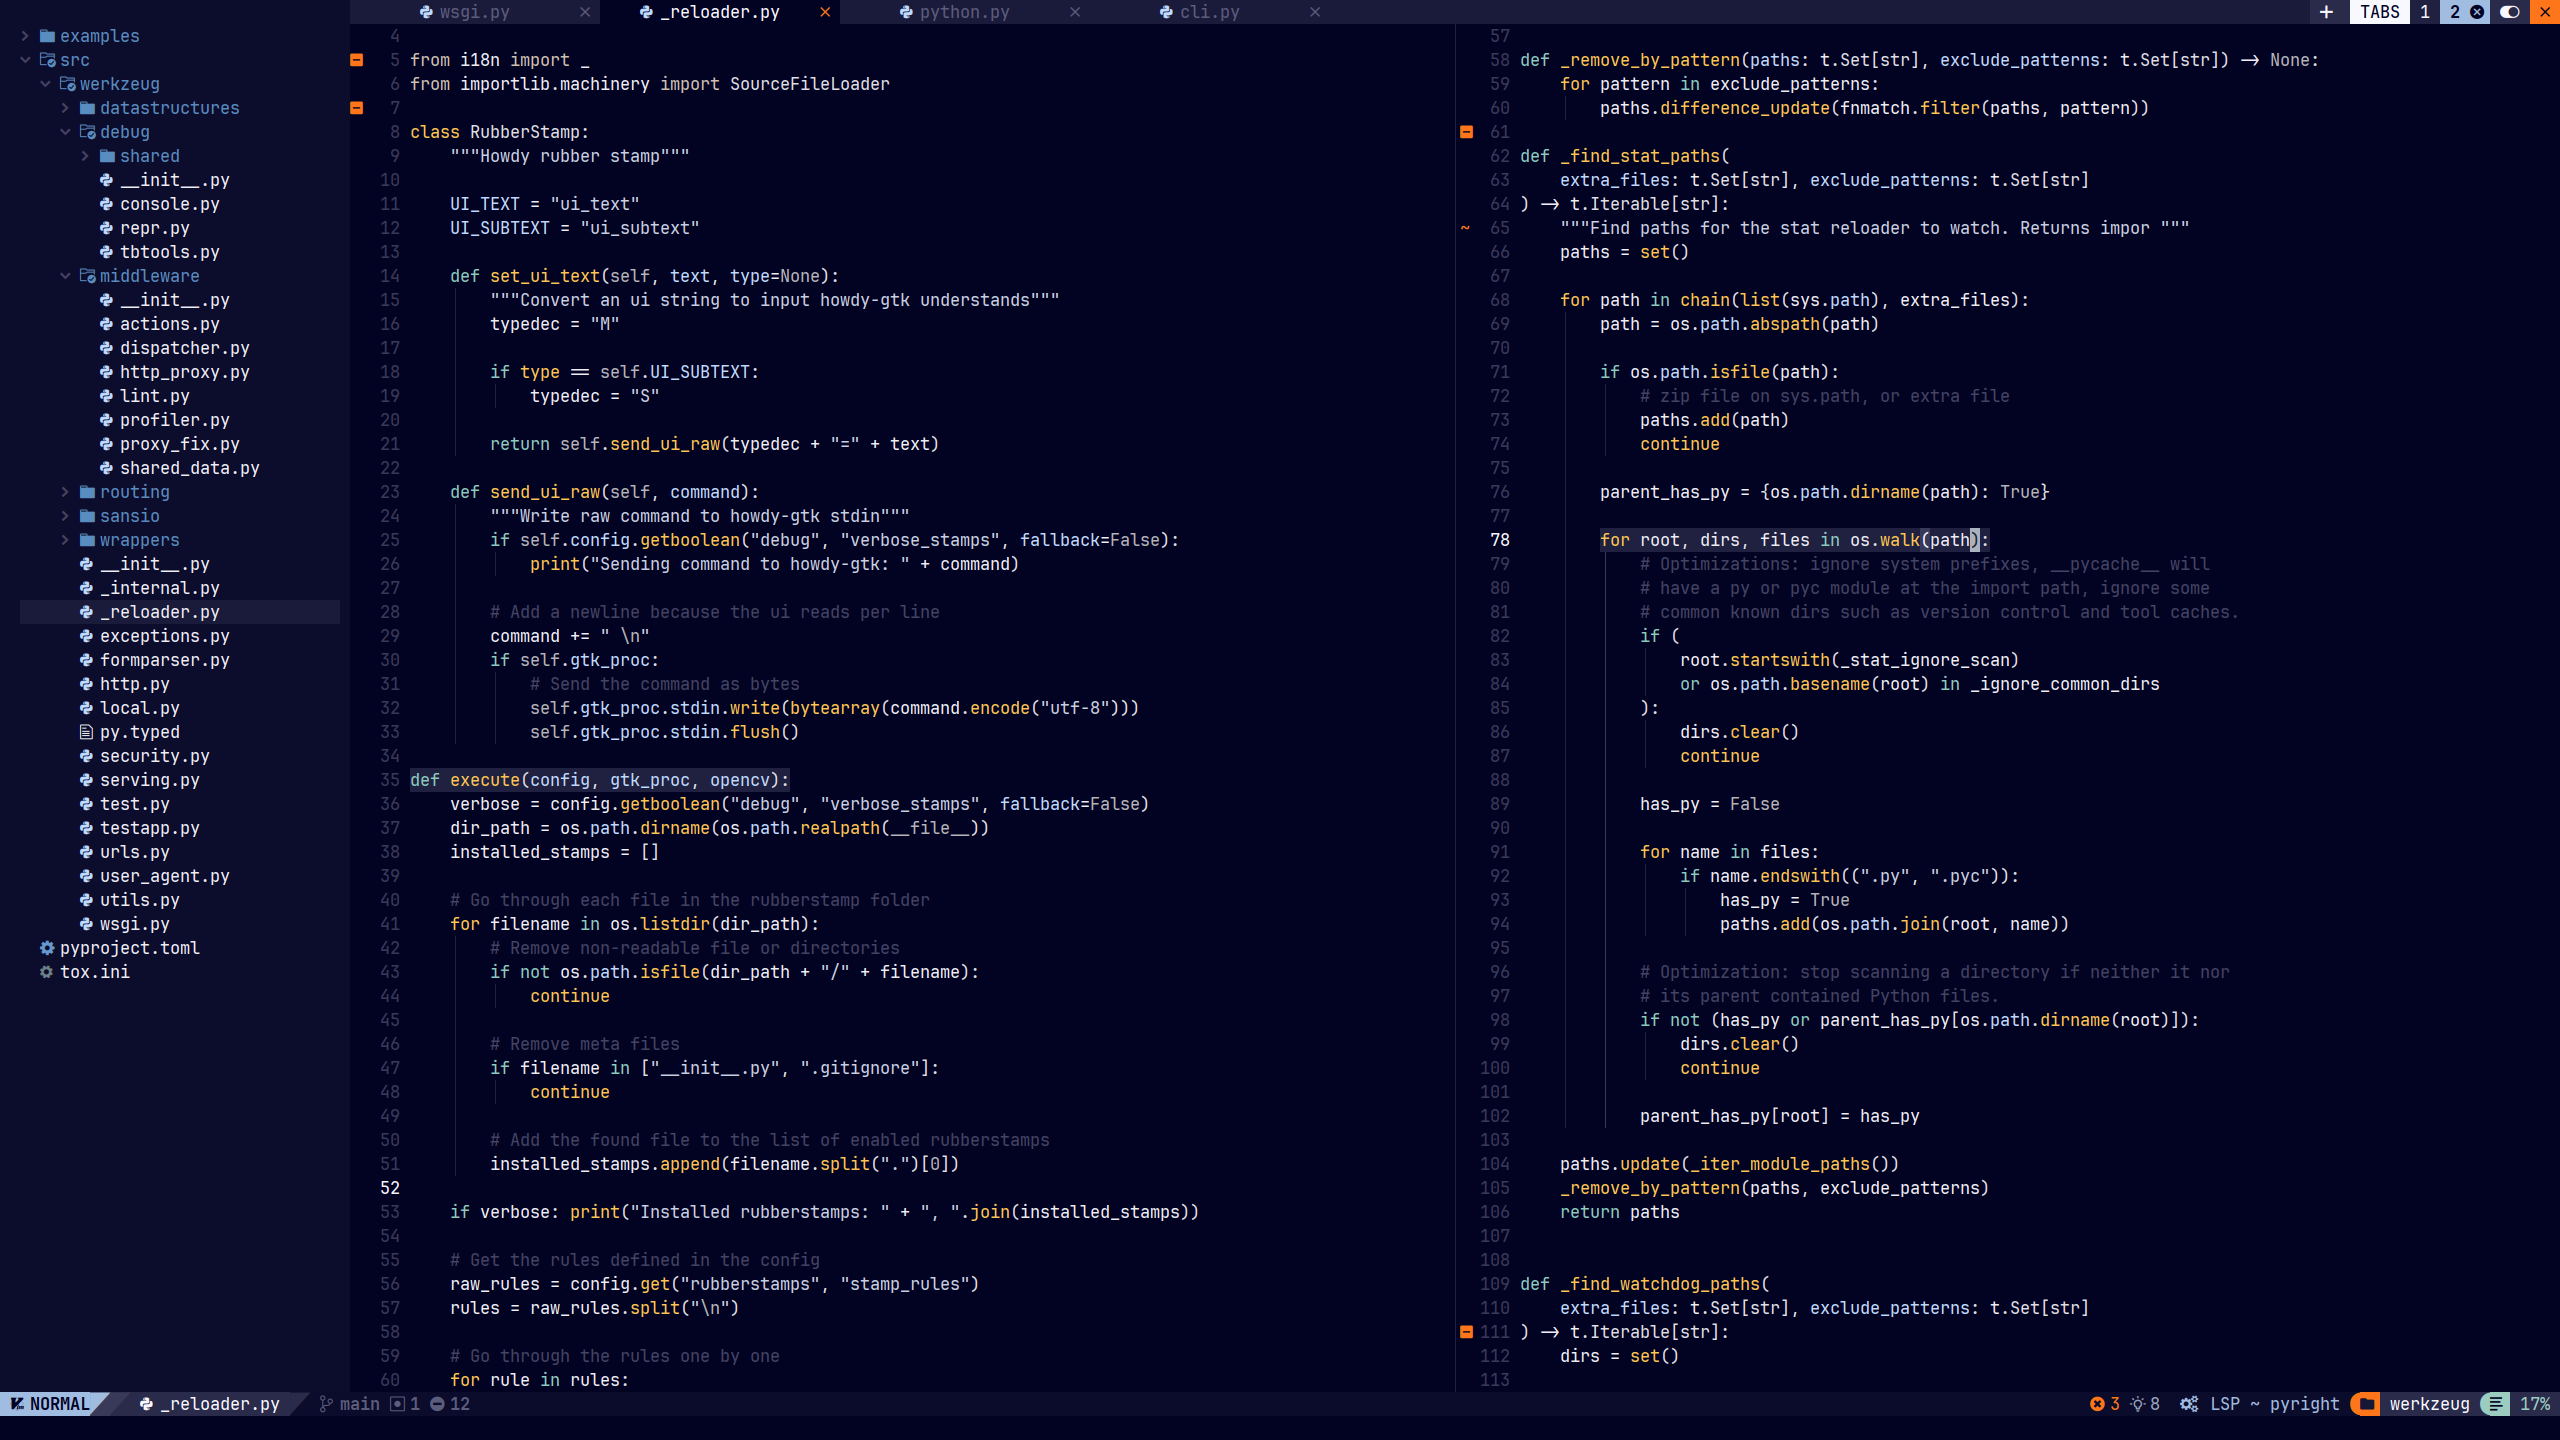 wsgi.py
_reloader.py
python.py
cli.py
TABS 1 2
examples
src
werkzeug
datastructures
debug
shared
__init__.py
console.py
repr.py
tbtools.py
middleware
__init__.py
actions.py
dispatcher.py
http_proxy.py
lint.py
profiler.py
proxy_fix.py
shared_data.py
routing
sansio
wrappers
__init__.py
_internal.py
_reloader.py
exceptions.py
formparser.py
http.py
local.py
py.typed
security.py
serving.py
test.py
testapp.py
urls.py
user_agent.py
utils.py
wsgi.py
pyproject.toml
tox.ini
4
5 from i18n import _
6 from importlib.machinery import SourceFileLoader
7
8 class RubberStamp:
9     """Howdy rubber stamp"""
10
11     UI_TEXT = "ui_text"
12     UI_SUBTEXT = "ui_subtext"
13
14     def set_ui_text(self, text, type=None):
15         """Convert an ui string to input howdy-gtk understands"""
16         typedec = "M"
17
18         if type == self.UI_SUBTEXT:
19             typedec = "S"
20
21         return self.send_ui_raw(typedec + "=" + text)
22
23     def send_ui_raw(self, command):
24         """Write raw command to howdy-gtk stdin"""
25         if self.config.getboolean("debug", "verbose_stamps", fallback=False):
26             print("Sending command to howdy-gtk: " + command)
27
28         # Add a newline because the ui reads per line
29         command += " \n"
30         if self.gtk_proc:
31             # Send the command as bytes
32             self.gtk_proc.stdin.write(bytearray(command.encode("utf-8")))
33             self.gtk_proc.stdin.flush()
34
35 def execute(config, gtk_proc, opencv):
36     verbose = config.getboolean("debug", "verbose_stamps", fallback=False)
37     dir_path = os.path.dirname(os.path.realpath(__file__))
38     installed_stamps = []
39
40     # Go through each file in the rubberstamp folder
41     for filename in os.listdir(dir_path):
42         # Remove non-readable file or directories
43         if not os.path.isfile(dir_path + "/" + filename):
44             continue
45
46         # Remove meta files
47         if filename in ["__init__.py", ".gitignore"]:
48             continue
49
50         # Add the found file to the list of enabled rubberstamps
51         installed_stamps.append(filename.split(".")[0])
52
53     if verbose: print("Installed rubberstamps: " + ", ".join(installed_stamps))
54
55     # Get the rules defined in the config
56     raw_rules = config.get("rubberstamps", "stamp_rules")
57     rules = raw_rules.split("\n")
58
59     # Go through the rules one by one
60     for rule in rules:
57
58 def _remove_by_pattern(paths: t.Set[str], exclude_patterns: t.Set[str]) -> None:
59     for pattern in exclude_patterns:
60         paths.difference_update(fnmatch.filter(paths, pattern))
61
62 def _find_stat_paths(
63     extra_files: t.Set[str], exclude_patterns: t.Set[str]
64 ) -> t.Iterable[str]:
~ 65     """Find paths for the stat reloader to watch. Returns impor """
66     paths = set()
67
68     for path in chain(list(sys.path), extra_files):
69         path = os.path.abspath(path)
70
71         if os.path.isfile(path):
72             # zip file on sys.path, or extra file
73             paths.add(path)
74             continue
75
76         parent_has_py = {os.path.dirname(path): True}
77
78         for root, dirs, files in os.walk(path):
79             # Optimizations: ignore system prefixes, __pycache__ will
80             # have a py or pyc module at the import path, ignore some
81             # common known dirs such as version control and tool caches.
82             if (
83                 root.startswith(_stat_ignore_scan)
84                 or os.path.basename(root) in _ignore_common_dirs
85             ):
86                 dirs.clear()
87                 continue
88
89             has_py = False
90
91             for name in files:
92                 if name.endswith((".py", ".pyc")):
93                     has_py = True
94                     paths.add(os.path.join(root, name))
95
96             # Optimization: stop scanning a directory if neither it nor
97             # its parent contained Python files.
98             if not (has_py or parent_has_py[os.path.dirname(root)]):
99                 dirs.clear()
100                 continue
101
102             parent_has_py[root] = has_py
103
104     paths.update(_iter_module_paths())
105     _remove_by_pattern(paths, exclude_patterns)
106     return paths
107
108
109 def _find_watchdog_paths(
110     extra_files: t.Set[str], exclude_patterns: t.Set[str]
111 ) -> t.Iterable[str]:
112     dirs = set()
113
NORMAL _reloader.py main 1 12 3 8 LSP ~ pyright werkzeug 17%